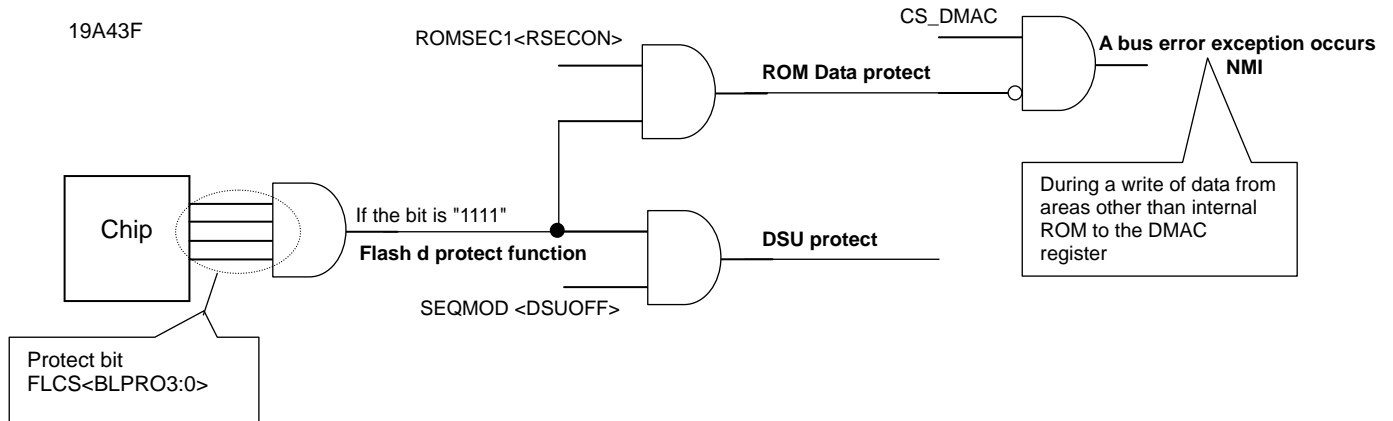 19A43F
CS_DMAC
ROMSEC1<RSECON>
A bus error exception occurs
NMI
ROM Data protect
Chip
If the bit is "1111"
Flash d protect function
DSU protect
During a write of data from
areas other than internal
ROM to the DMAC
register
SEQMOD <DSUOFF>
Protect bit
FLCS<BLPRO3:0>